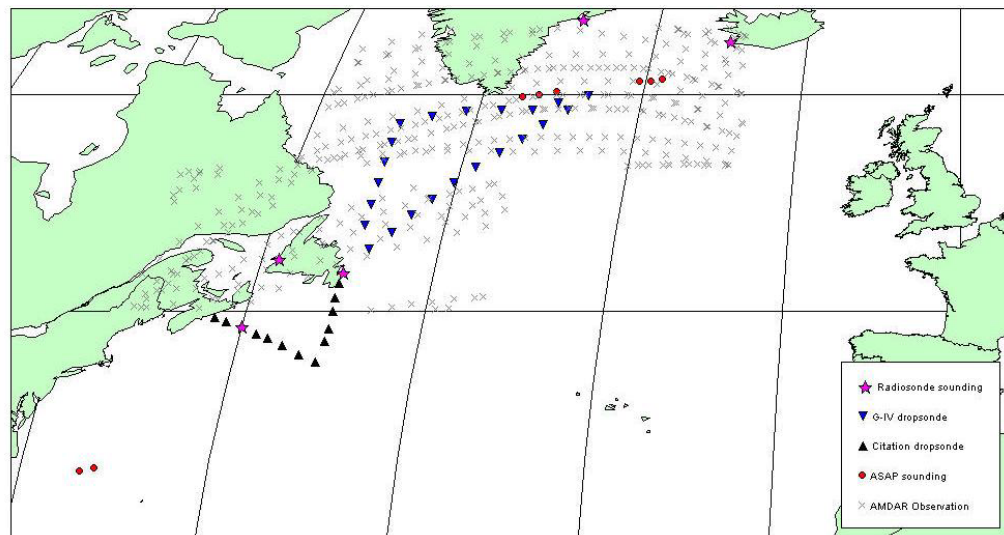 Radiosonde sounding
G-IV dropsonde
Citation dropsonde
ASAP sounding
AMDAR Observation